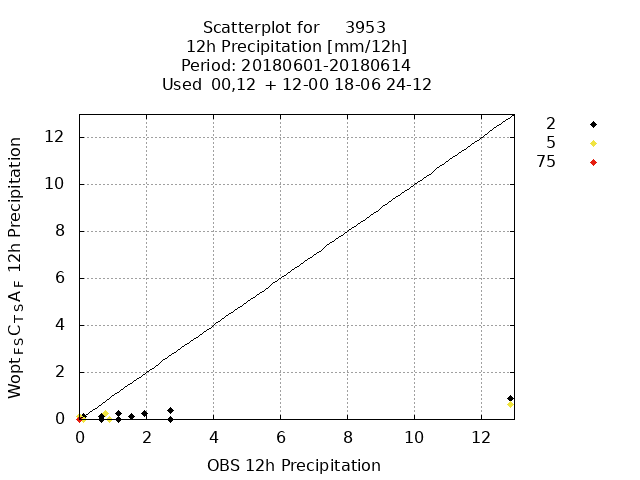 Scatterplot for 3953
12h Precipitation [mm/12h]
Period: 20180601-20180614
Used 00,12 + 12-00 18-06 24-12
2
5
75
12
10
8
6
4
2
0
0 2 4 6 8 10 12
Wopt FS C TS A F 12h Precipitation
OBS 12h Precipitation